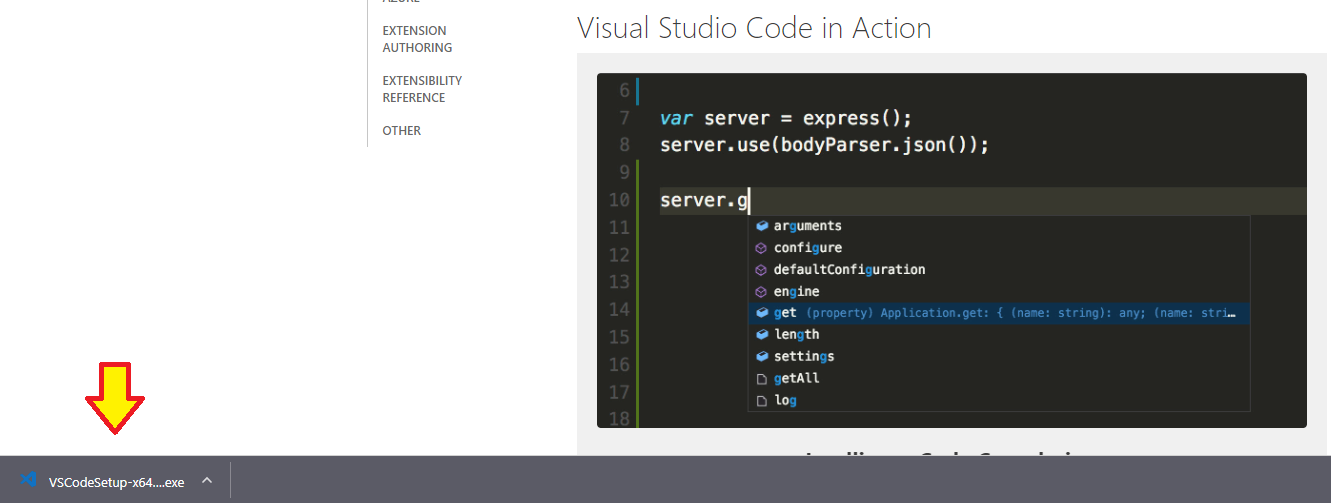 AZURE
EXTENSION
AUTHORING
EXTENSIBILITY
REFERENCE
OTHER
Visual Studio Code in Action
6
7 var server = express();
8 server.use(bodyParser.json());
9
10 server.g
11
12
13
14
15
16
17
18
arguments
configure
defaultConfiguration
engine
get (property) Application.get: { (name: string): any; (name: stri…
length
settings
getAll
log
VSCodeSetup-x64....exe